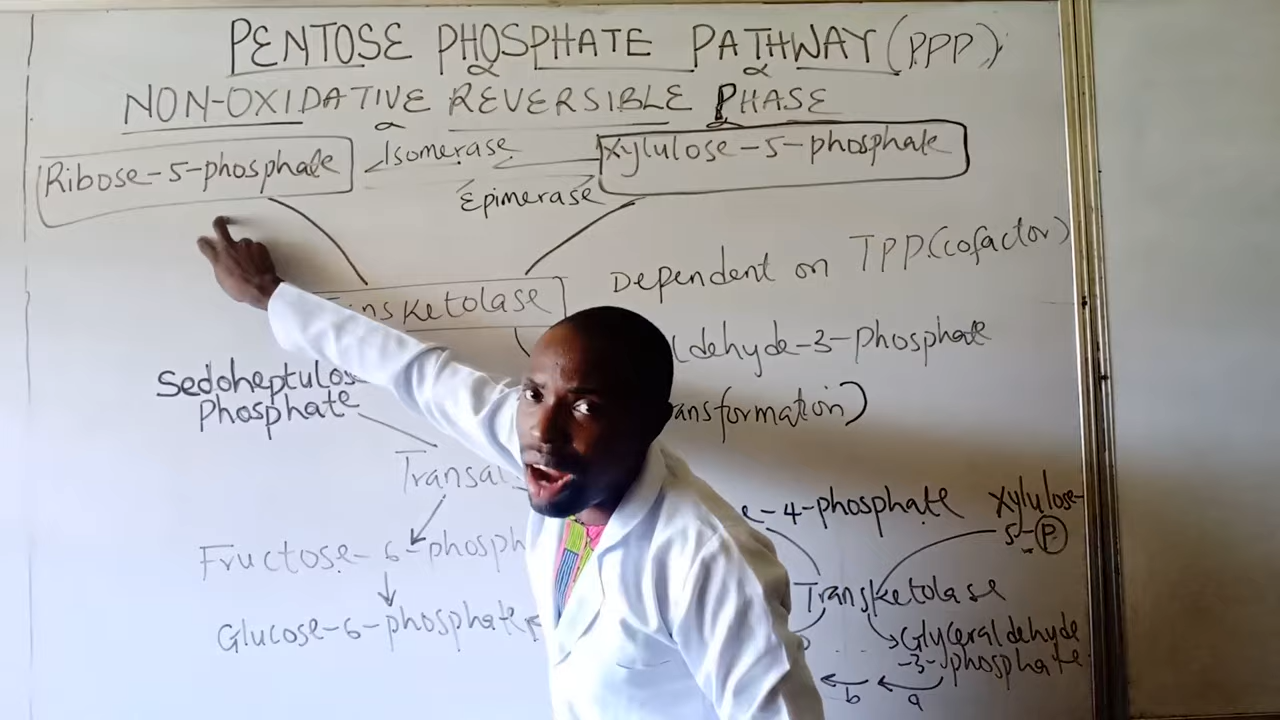 PENTOSE PHOSPHATE PATHWAY (PPP)
NON-OXIDATIVE REVERSIBLE PHASE
Ribose-5-phosphate
Isomerase
Xylulose-5-phosphate
Epimerase
Dependent on TPP (cofactor)
nsketolase
ldehyde-3-phosphate
Sedoheptulos
Phosphate
ansformation)
Transal
e-4-phosphate
Xylulose-
5-P
Fructose-6-phosph
Transketolase
Glucose-6-phosphate
Glyceraldehyde
-3-phosphate
b a